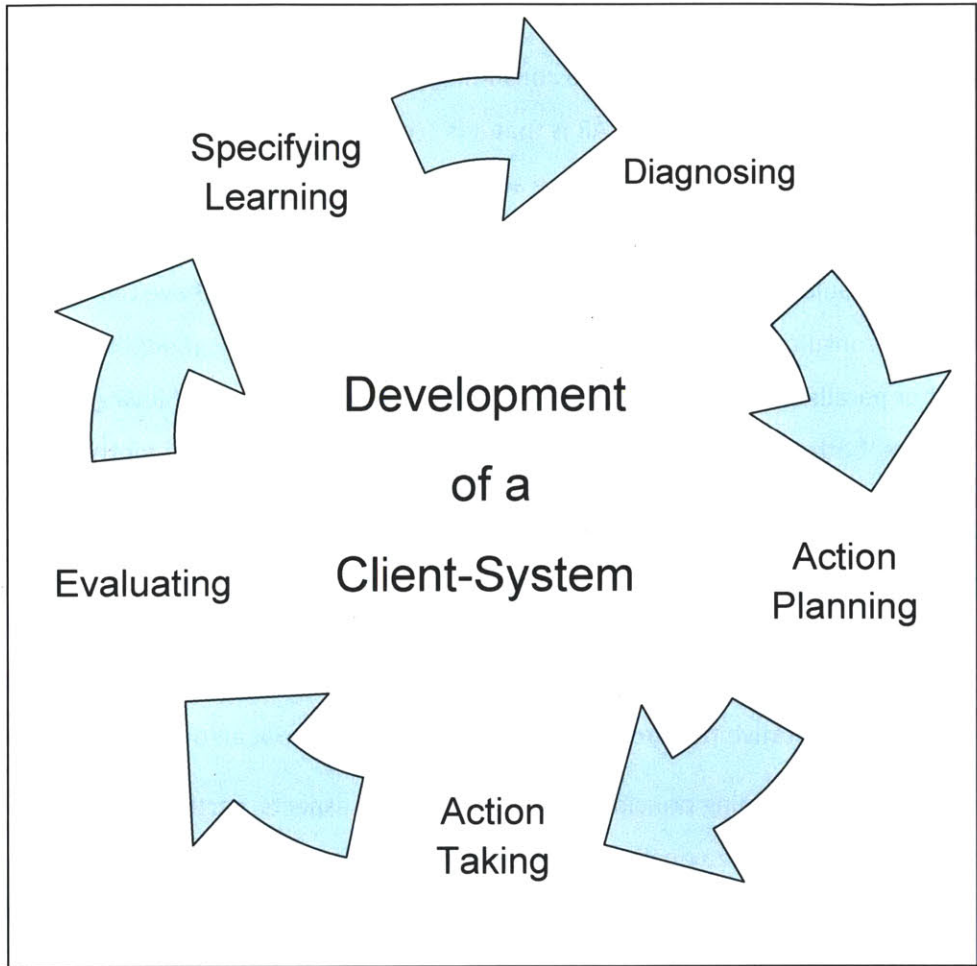 Specifying
Learning
Diagnosing
Development
of a
Client-System
Action
Planning
Evaluating
Action
Taking